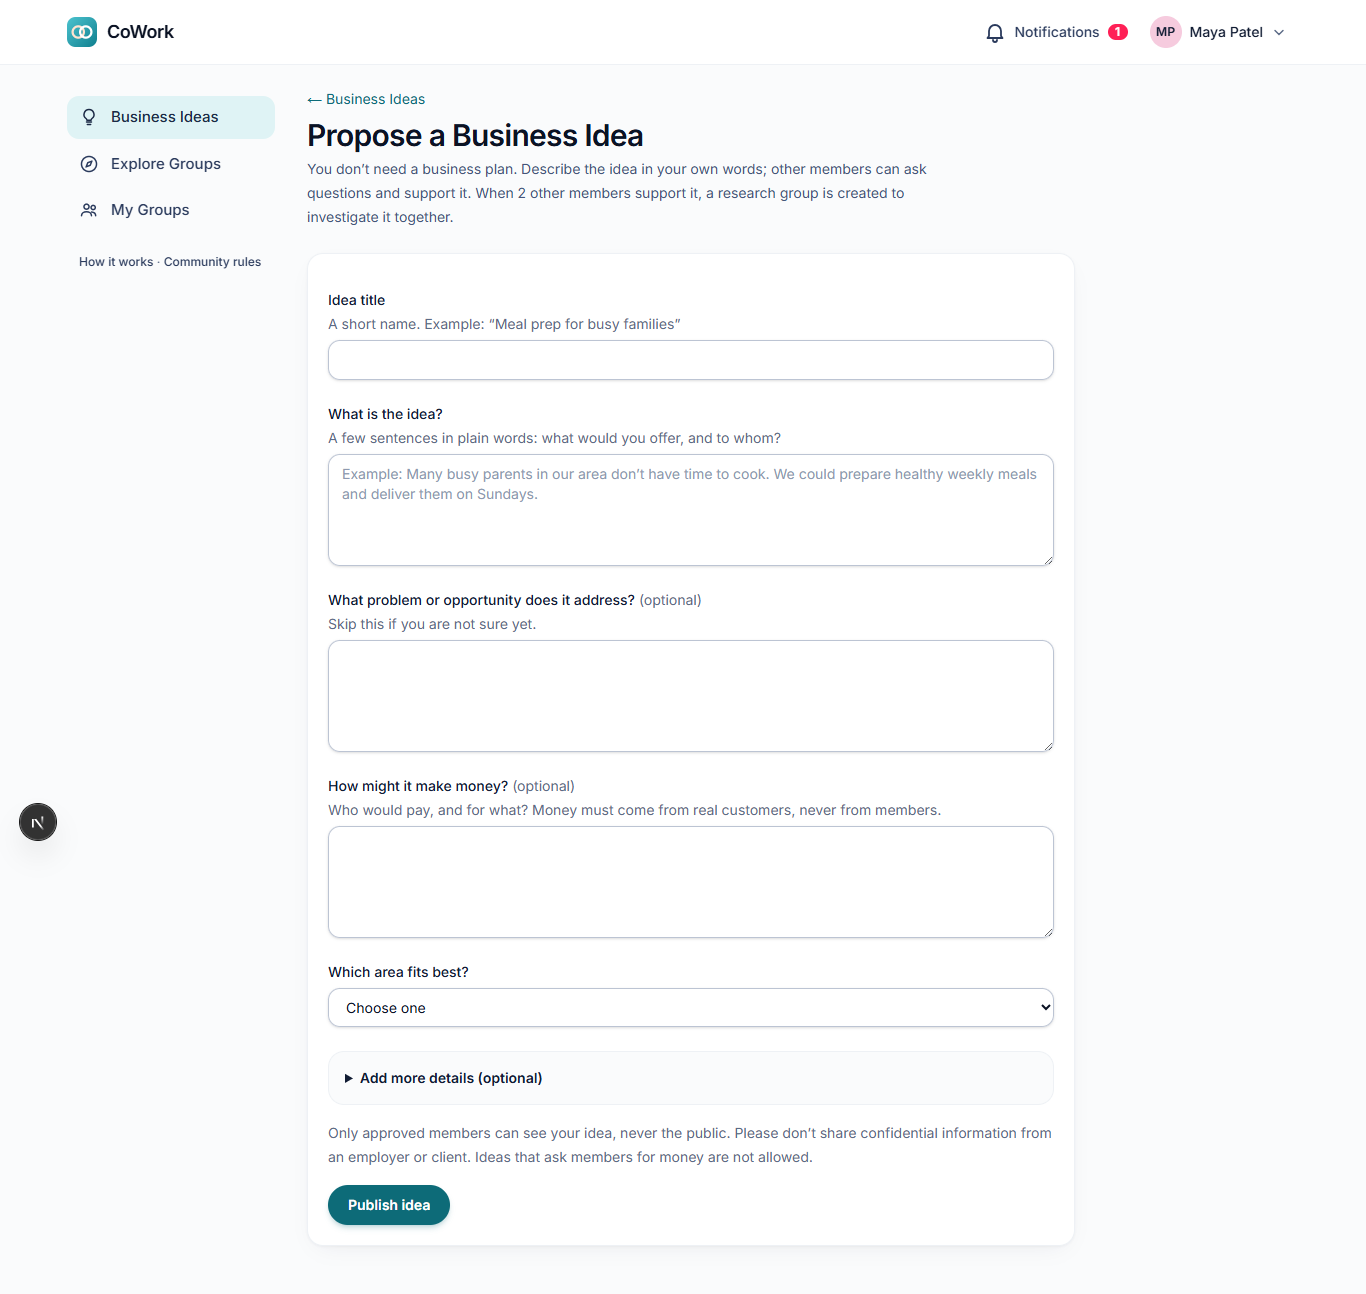 CoWork
Notifications 1
MP Maya Patel
Business Ideas
Explore Groups
My Groups
How it works · Community rules
← Business Ideas
Propose a Business Idea
You don’t need a business plan. Describe the idea in your own words; other members can ask
questions and support it. When 2 other members support it, a research group is created to
investigate it together.
Idea title
A short name. Example: “Meal prep for busy families”
What is the idea?
A few sentences in plain words: what would you offer, and to whom?
Example: Many busy parents in our area don’t have time to cook. We could prepare healthy weekly meals
and deliver them on Sundays.
What problem or opportunity does it address? (optional)
Skip this if you are not sure yet.
How might it make money? (optional)
Who would pay, and for what? Money must come from real customers, never from members.
Which area fits best?
Choose one
Add more details (optional)
Only approved members can see your idea, never the public. Please don’t share confidential information from
an employer or client. Ideas that ask members for money are not allowed.
Publish idea